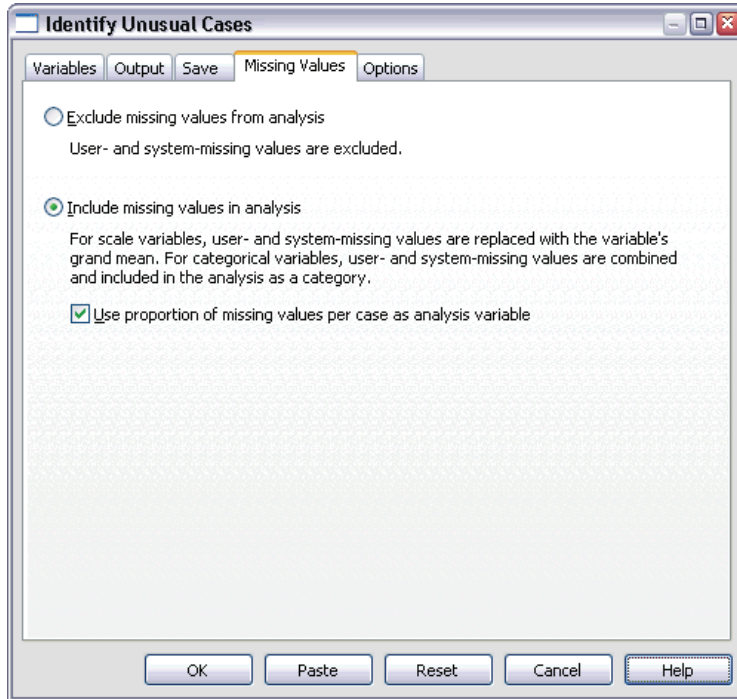 Identify Unusual Cases
Variables Output Save Missing Values Options
Exclude missing values from analysis
User- and system-missing values are excluded.
Include missing values in analysis
For scale variables, user- and system-missing values are replaced with the variable's
grand mean. For categorical variables, user- and system-missing values are combined
and included in the analysis as a category.
Use proportion of missing values per case as analysis variable
OK Paste Reset Cancel Help